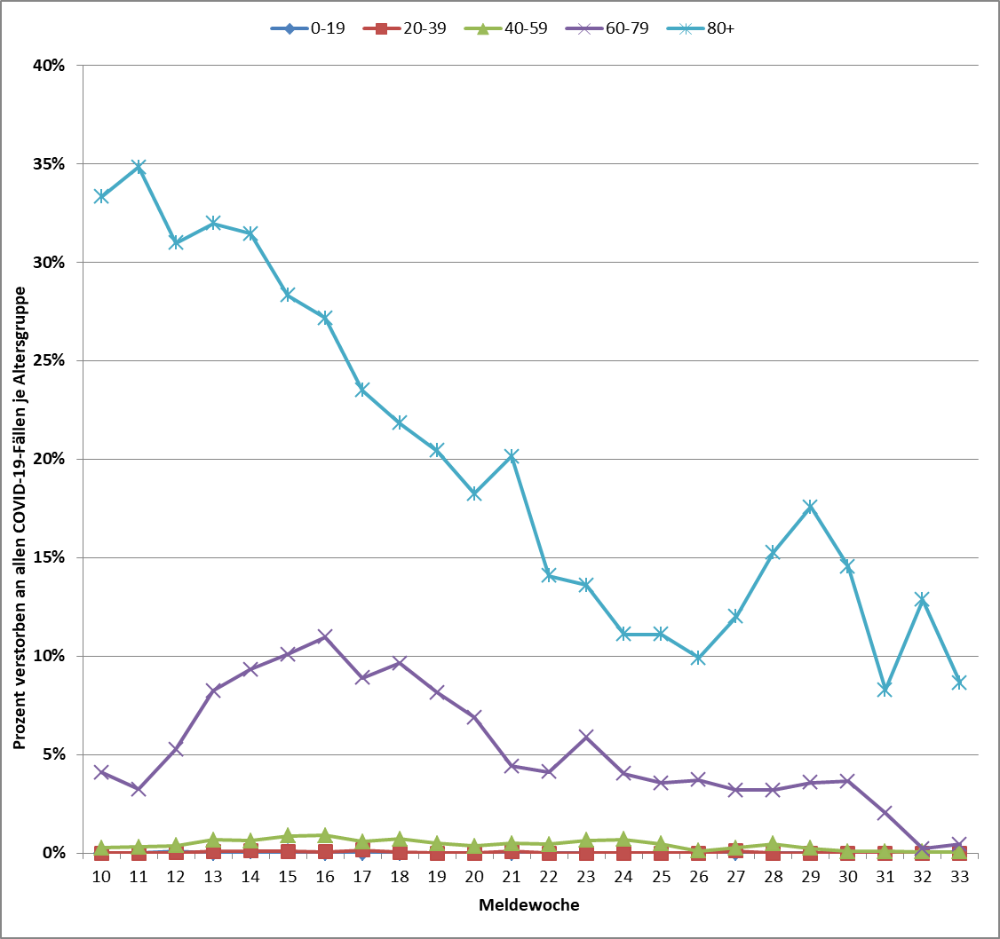 0-19 20-39 40-59 60-79 80+
40%
35%
30%
25%
20%
15%
10%
5%
0%
Prozent verstorben an allen COVID-19-Fällen je Altersgruppe
10 11 12 13 14 15 16 17 18 19 20 21 22 23 24 25 26 27 28 29 30 31 32 33
Meldewoche